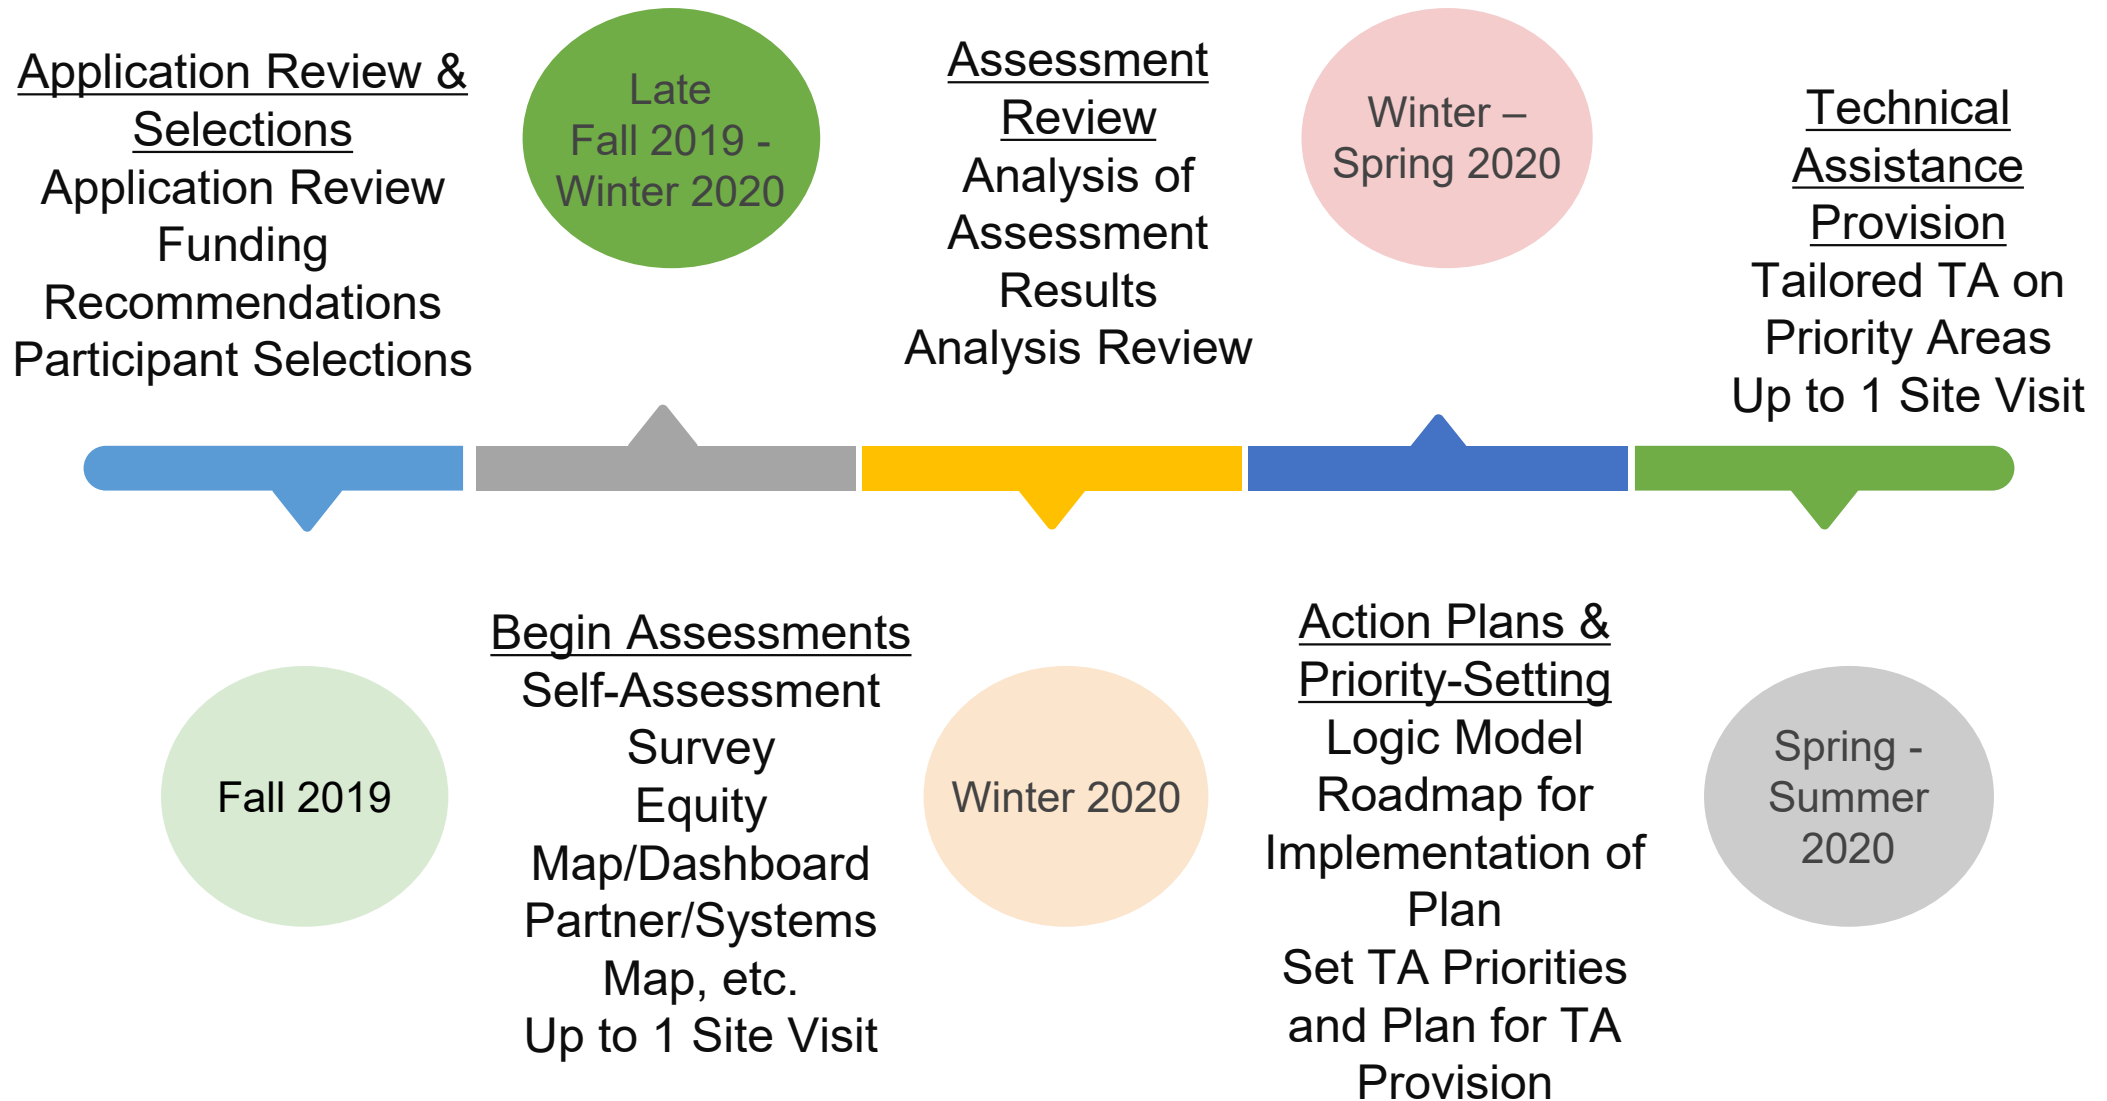 Application Review &
Selections
Application Review
Funding
Recommendations
Participant Selections
Late
Fall 2019 -
Winter 2020
Assessment
Review
Analysis of
Assessment
Results
Analysis Review
Winter –
Spring 2020
Technical
Assistance
Provision
Tailored TA on
Priority Areas
Up to 1 Site Visit
Fall 2019
Begin Assessments
Self-Assessment
Survey
Equity
Map/Dashboard
Partner/Systems
Map, etc.
Up to 1 Site Visit
Winter 2020
Action Plans &
Priority-Setting
Logic Model
Roadmap for
Implementation of
Plan
Set TA Priorities
and Plan for TA
Provision
Spring -
Summer
2020